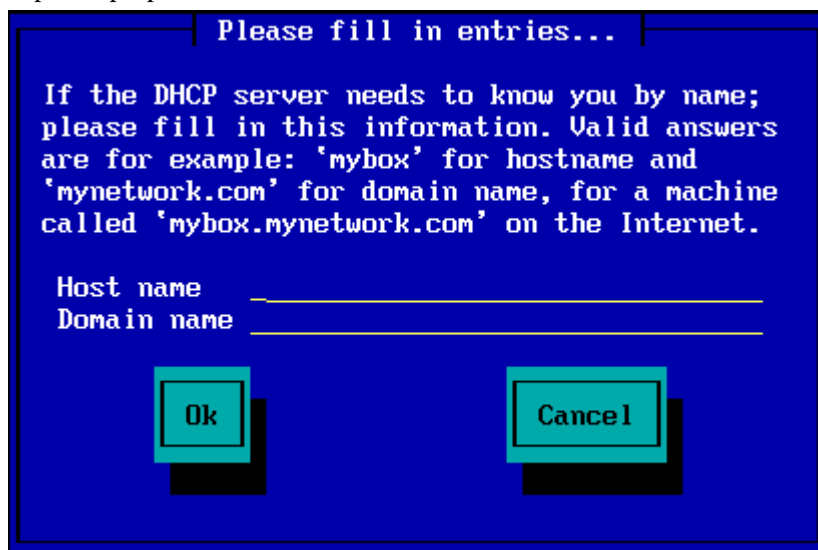 Please fill in entries...
If the DHCP server needs to know you by name;
please fill in this information. Valid answers
are for example: `mybox' for hostname and
`mynetwork.com' for domain name, for a machine
called `mybox.mynetwork.com' on the Internet.
Host name
Domain name
Ok Cancel